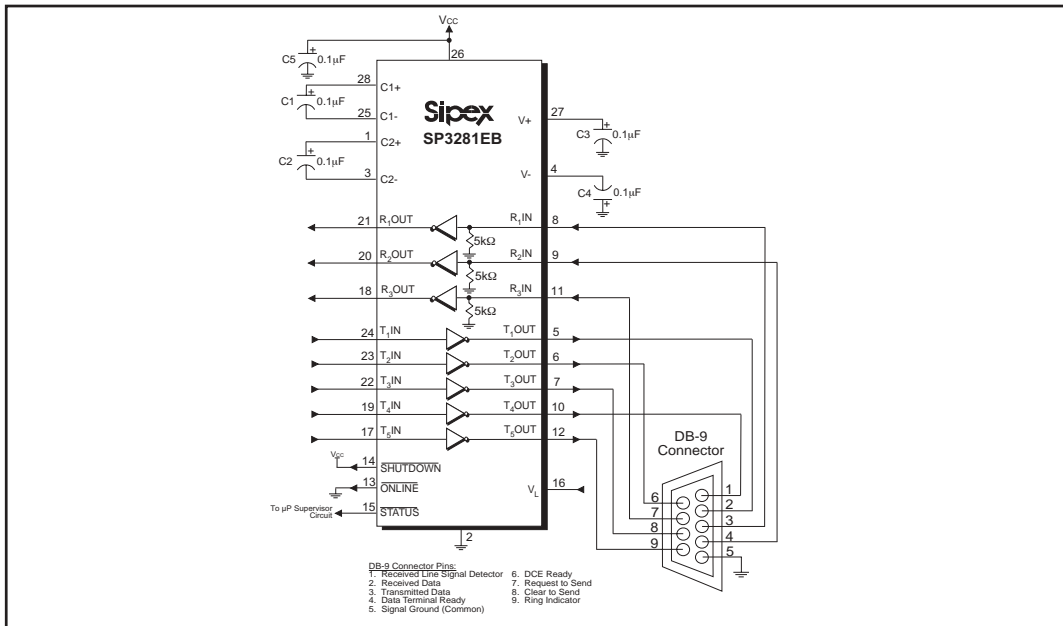 VCC
26
C5
+
0.1µF
28
C1+
C1
+
0.1µF
25
C1-
1
C2+
C2
+
0.1µF
3
C2-
Sipex
SP3281EB
V+
27
C3
+
0.1µF
V-
4
C4
0.1µF
+
21 R1OUT R1IN 8
5kΩ
20 R2OUT R2IN 9
5kΩ
18 R3OUT R3IN 11
5kΩ
24 T1IN T1OUT 5
23 T2IN T2OUT 6
22 T3IN T3OUT 7
19 T4IN T4OUT 10
17 T5IN T5OUT 12
VCC
14 SHUTDOWN
13 ONLINE
VL 16
To µP Supervisor
Circuit
15 STATUS
2
DB-9
Connector
6
7
8
9
1
2
3
4
5
DB-9 Connector Pins:
1. Received Line Signal Detector 6. DCE Ready
2. Received Data 7. Request to Send
3. Transmitted Data 8. Clear to Send
4. Data Terminal Ready 9. Ring Indicator
5. Signal Ground (Common)